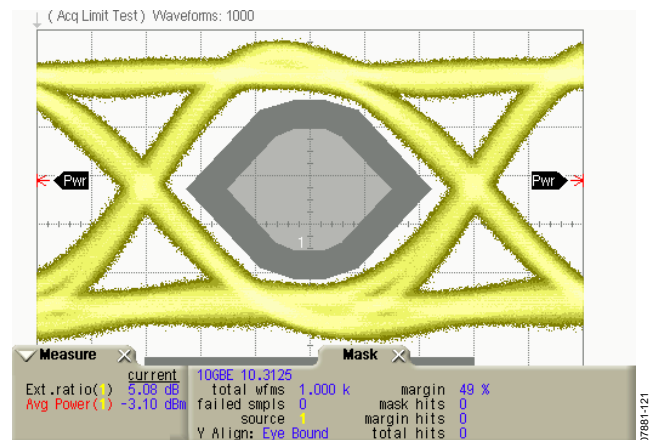 ( Acq Limit Test ) Waveforms: 1000
Pwr
Pwr
1
Measure
current
Ext.ratio(1) 5.08 dB
Avg Power(1) -3.10 dBm
Mask
10GBE 10.3125
total wfms 1.000 k margin 49 %
failed smpls 0 mask hits 0
source 1 margin hits 0
Y Align: Eye Bound total hits 0
07881-121